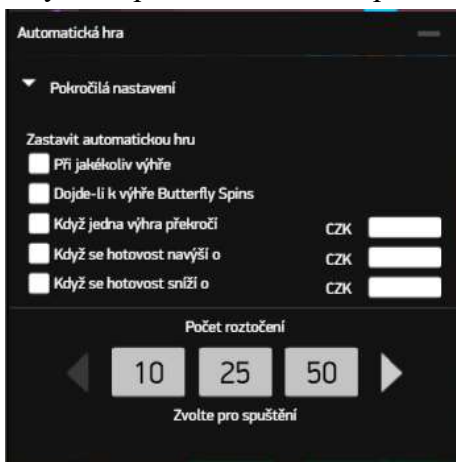 Automatická hra
Pokročilá nastavení
Zastavit automatickou hru
Při jakékoliv výhře
Dojde-li k výhře Butterfly Spins
Když jedna výhra překročí CZK
Když se hotovost navýší o CZK
Když se hotovost sníží o CZK
Počet roztočení
10 25 50
Zvolte pro spuštění